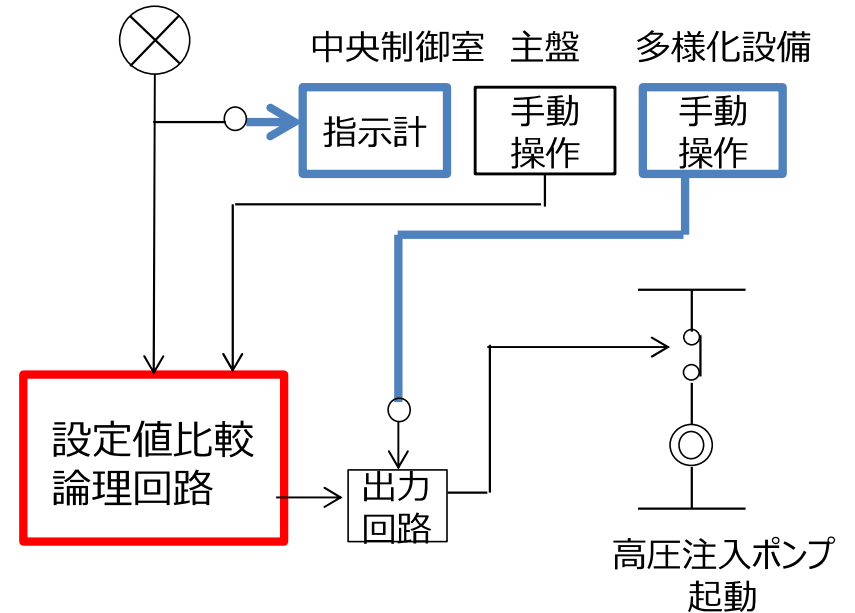 中央制御室 主盤 多様化設備
指示計
手動
操作
手動
操作
設定値比較
論理回路
出力
回路
高圧注入ポンプ
起動